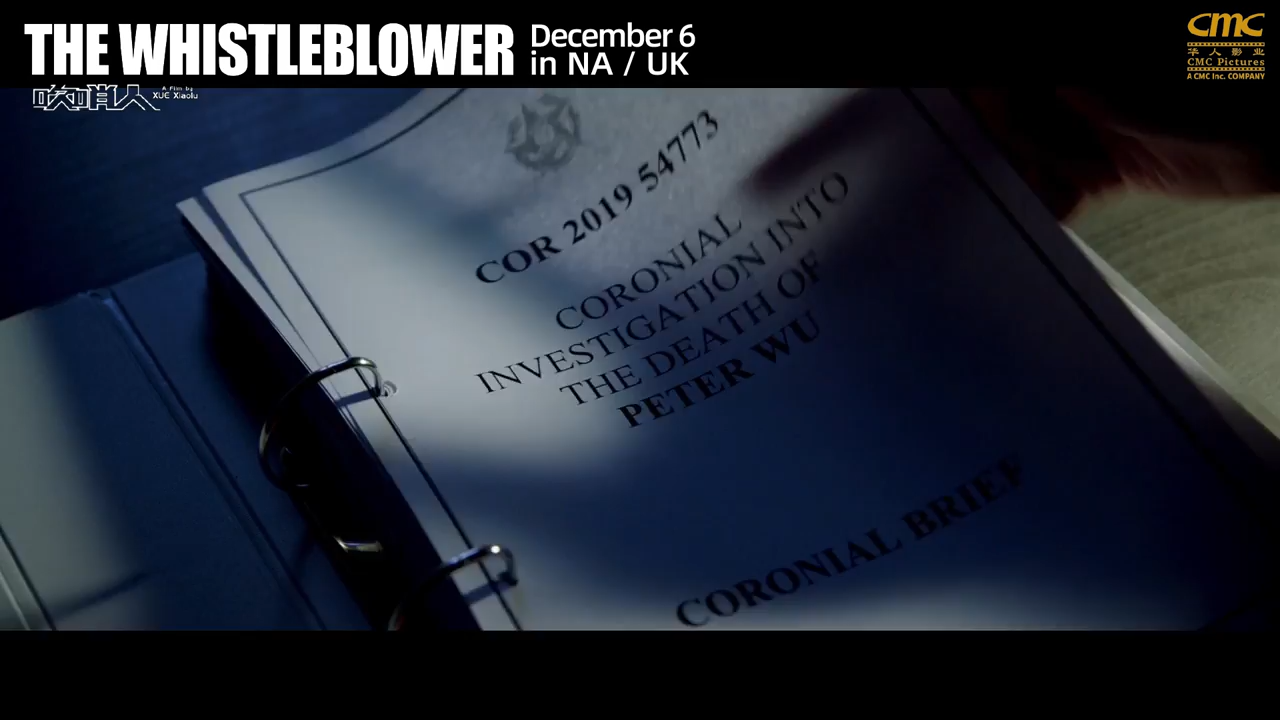 THE WHISTLEBLOWER
December 6
in NA / UK
吹哨人
A Film by
XUE Xiaolu
CMC
华人影业
CMC Pictures
A CMC Inc. COMPANY
COR 2019 54773
CORONIAL
INVESTIGATION INTO
THE DEATH OF
PETER WU
CORONIAL BRIEF